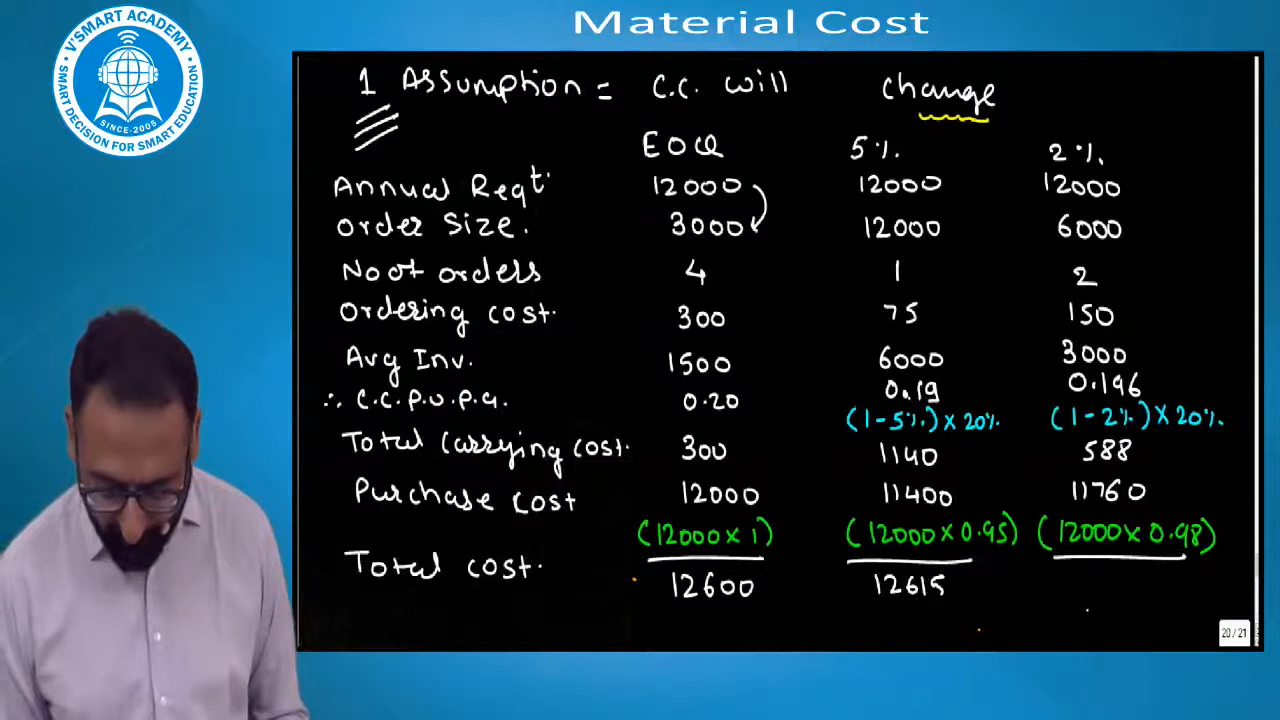 Material Cost
V'SMART ACADEMY
SINCE-2005
SMART DECISION FOR SMART EDUCATION
1 Assumption = C.C. will change
EOQ 5%. 2%.
Annual Reqt. 12000 12000 12000
Order Size. 3000 12000 6000
No of orders 4 1 2
Ordering cost. 300 75 150
Avg Inv. 1500 6000 3000
∴ C.C.p.u.p.a. 0.20 0.19 0.196
(1-5%) x 20%. (1-2%) x 20%.
Total carrying cost. 300 1140 588
Purchase cost 12000 11400 11760
(12000 x 1) (12000 x 0.95) (12000 x 0.98)
Total cost. 12600 12615
20 / 21